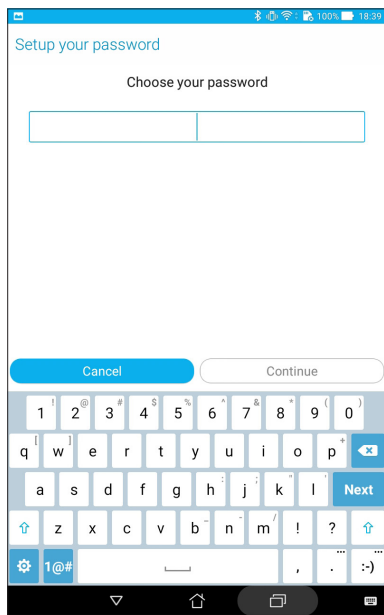 100% 18:39
Setup your password
Choose your password
Cancel Continue
! @ # $ % ^ & * ( )
1 2 3 4 5 6 7 8 9 0
[ ] +
q w e r t y u i o p
: ; " '
a s d f g h j k l Next
- - /
z x c v b n m ! ?
... ...
1@# , . :-)